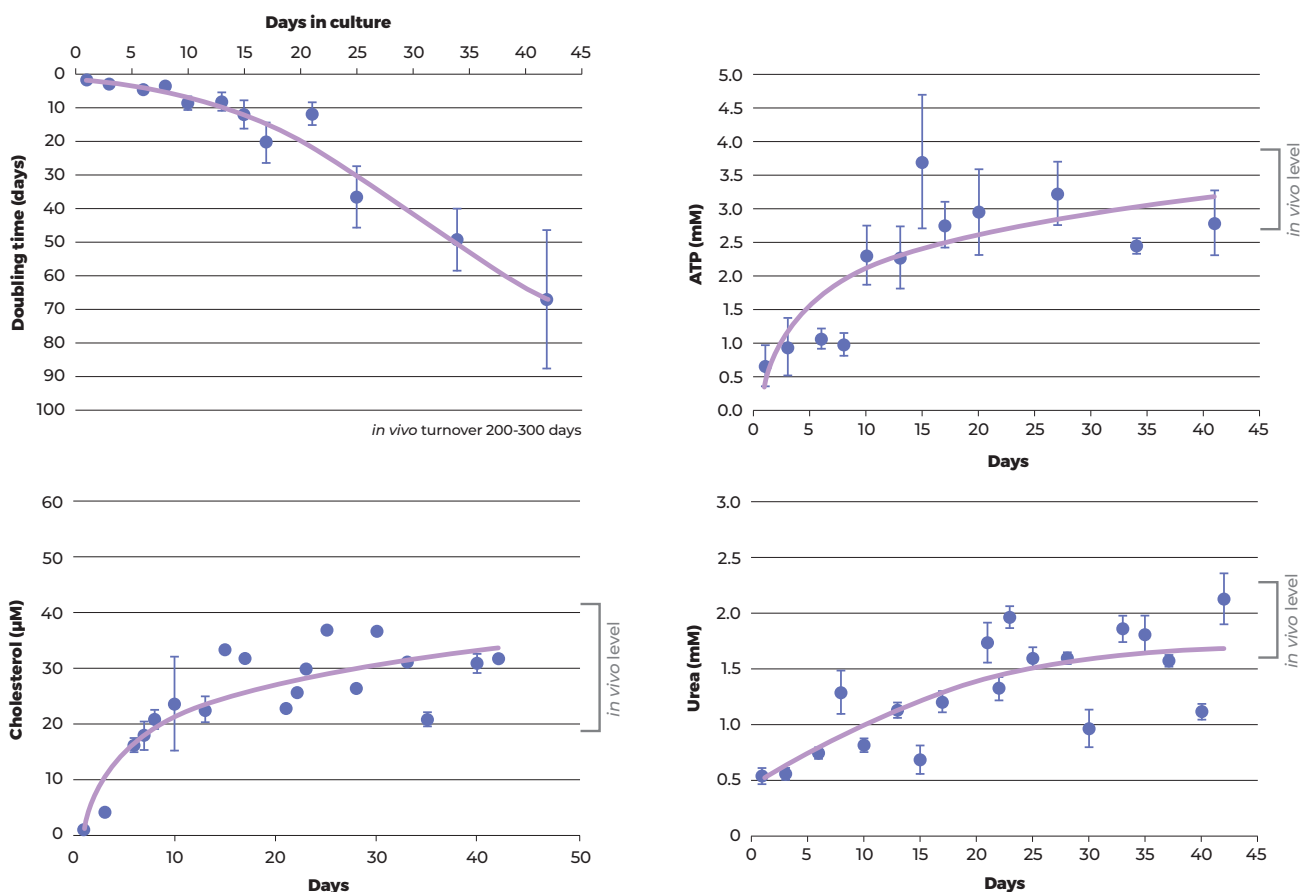 Days in culture
0 5 10 15 20 25 30 35 40 45
0
10
20
30
40
50
60
70
80
90
100
Doubling time (days)
in vivo turnover 200-300 days
5.0
4.5
4.0
3.5
3.0
2.5
2.0
1.5
1.0
0.5
0.0
ATP (mM)
in vivo level
0 5 10 15 20 25 30 35 40 45
Days
60
50
40
30
20
10
0
Cholesterol (µM)
in vivo level
0 10 20 30 40 50
Days
3.0
2.5
2.0
1.5
1.0
0.5
0
Urea (mM)
in vivo level
0 5 10 15 20 25 30 35 40 45
Days